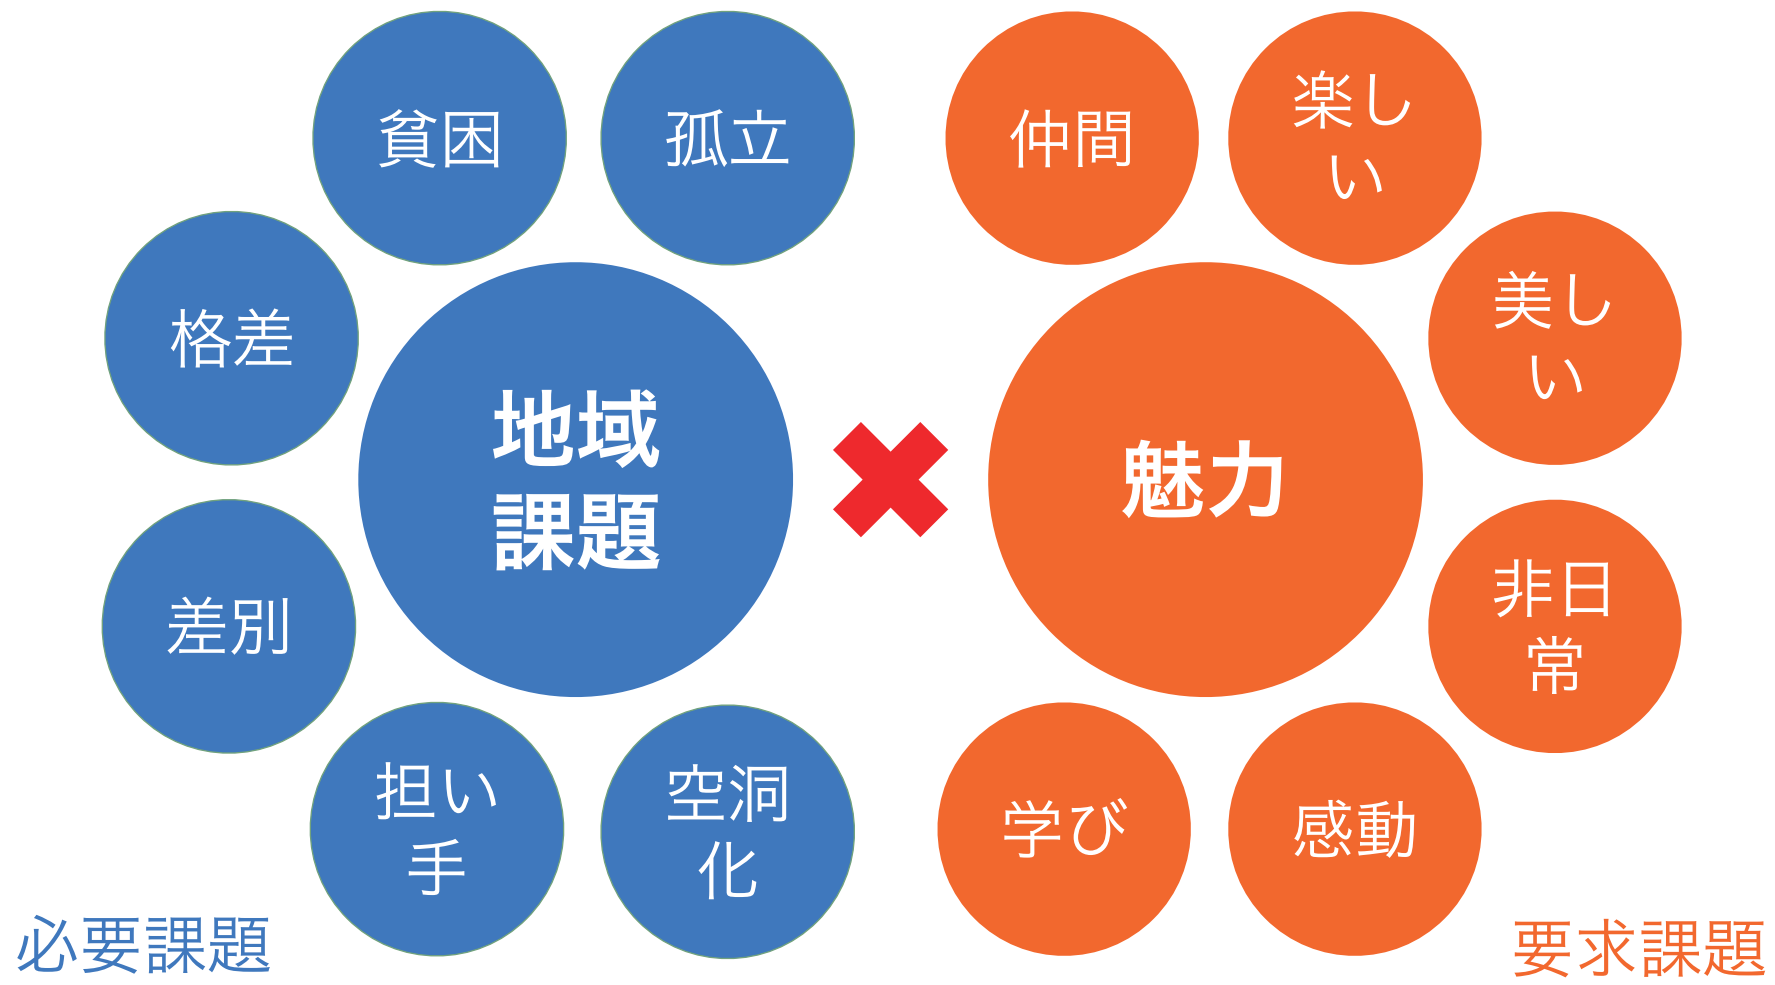 貧困
孤立
格差
地域
課題
差別
担い
手
空洞
化
必要課題
仲間
楽し
い
美し
い
魅力
非日
常
学び
感動
要求課題